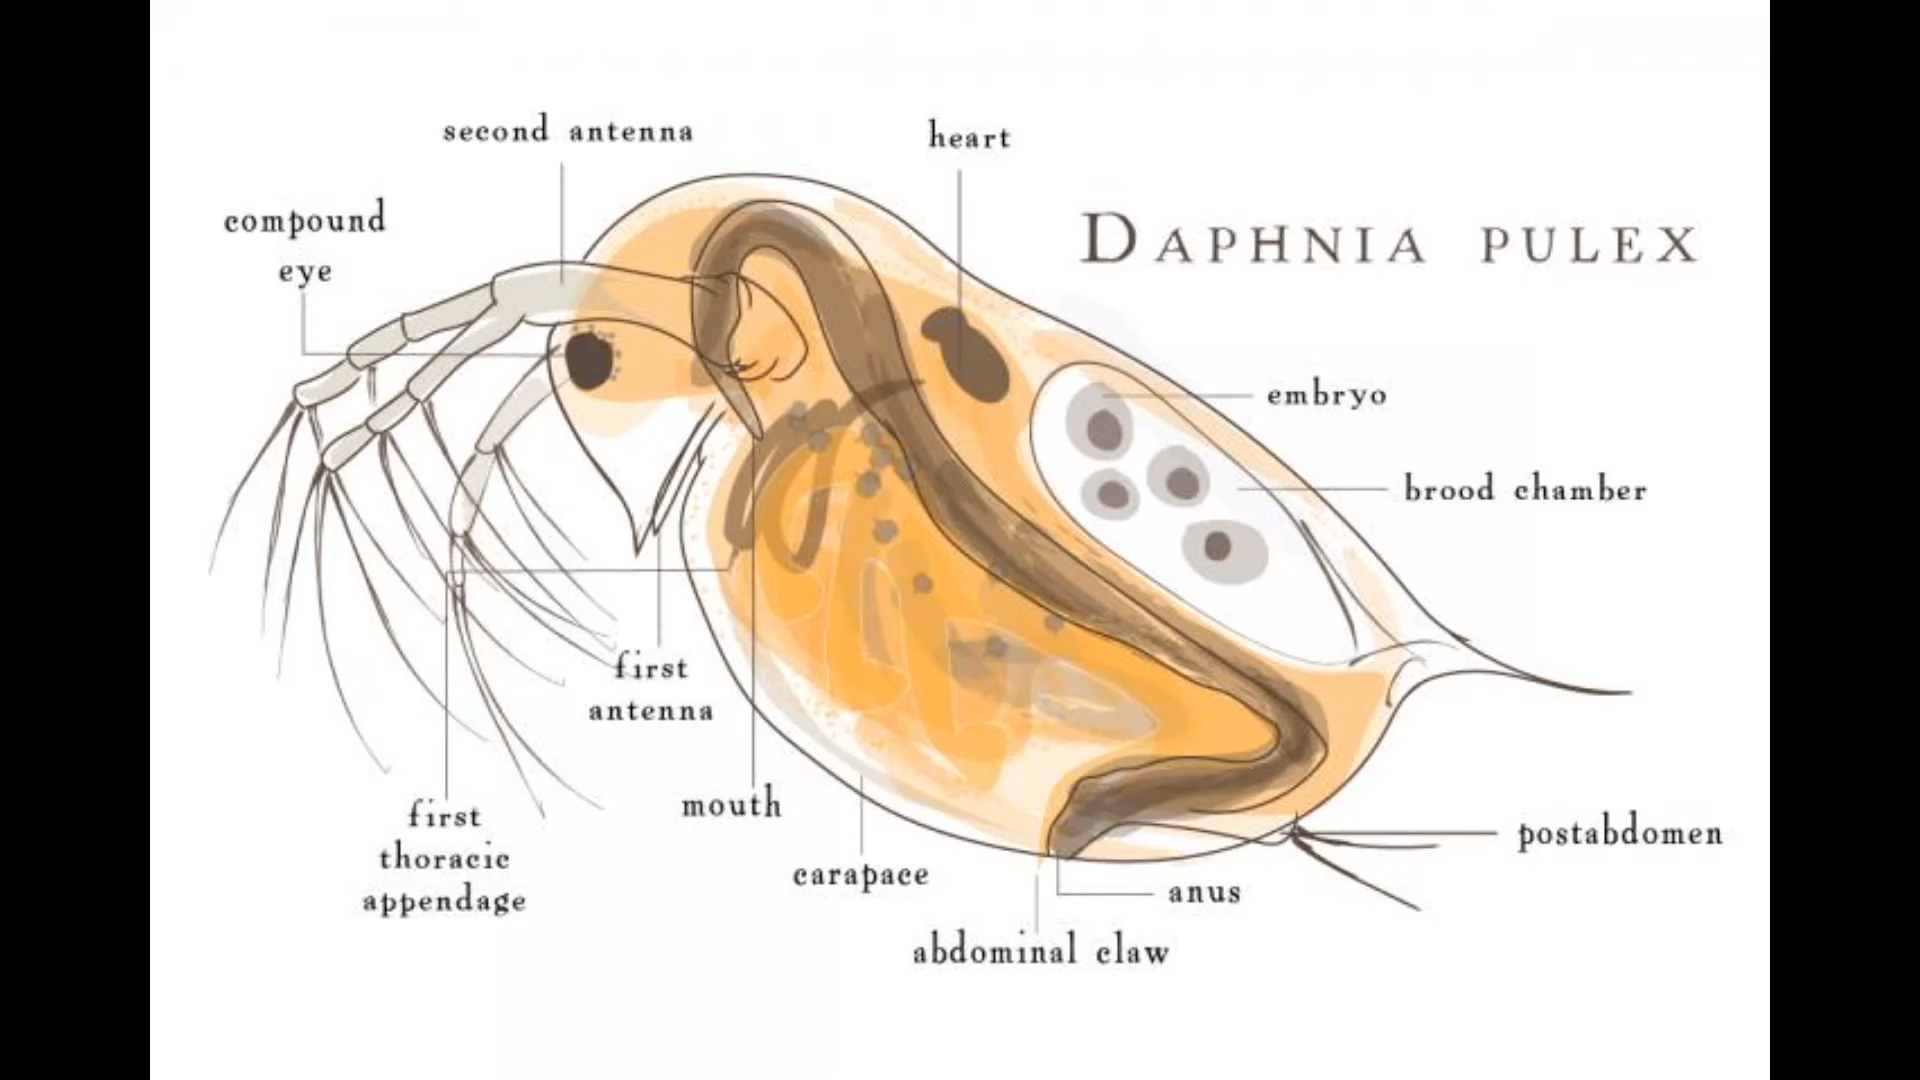 second antenna
heart
compound
eye
DAPHNIA PULEX
embryo
brood chamber
first
antenna
mouth
first
thoracic
appendage
carapace
postabdomen
anus
abdominal claw